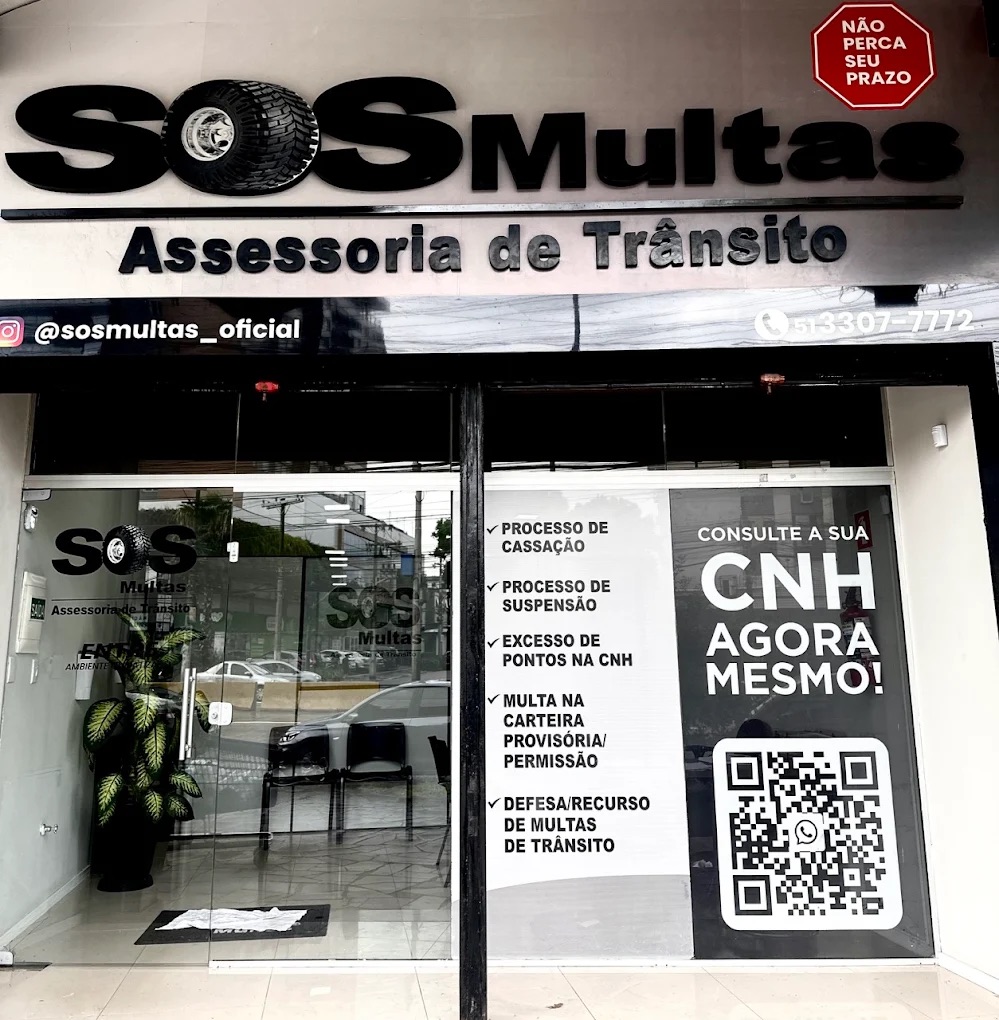 NÃO
PERCA
SEU
PRAZO
SOS Multas
Assessoria de Trânsito
@sosmultas_oficial
51 3307-7772
SOS
Multas
Assessoria de Trânsito
AMBIENTE
SOS
Multas
PROCESSO DE
CASSAÇÃO
PROCESSO DE
SUSPENSÃO
EXCESSO DE
PONTOS NA CNH
MULTA NA
CARTEIRA
PROVISÓRIA/
PERMISSÃO
DEFESA/RECURSO
DE MULTAS
DE TRÂNSITO
CONSULTE A SUA
CNH
AGORA
MESMO!